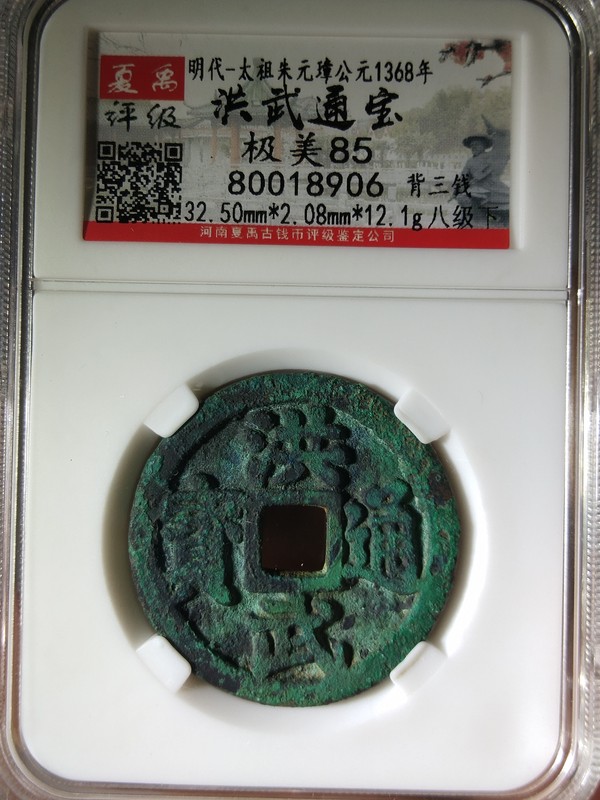 夏禹
评级
明代-太祖朱元璋公元1368年
洪武通宝
极美85
80018906 背三钱
32.50mm*2.08mm*12.1g八级下
河南夏禹古钱币评级鉴定公司
洪武通寳